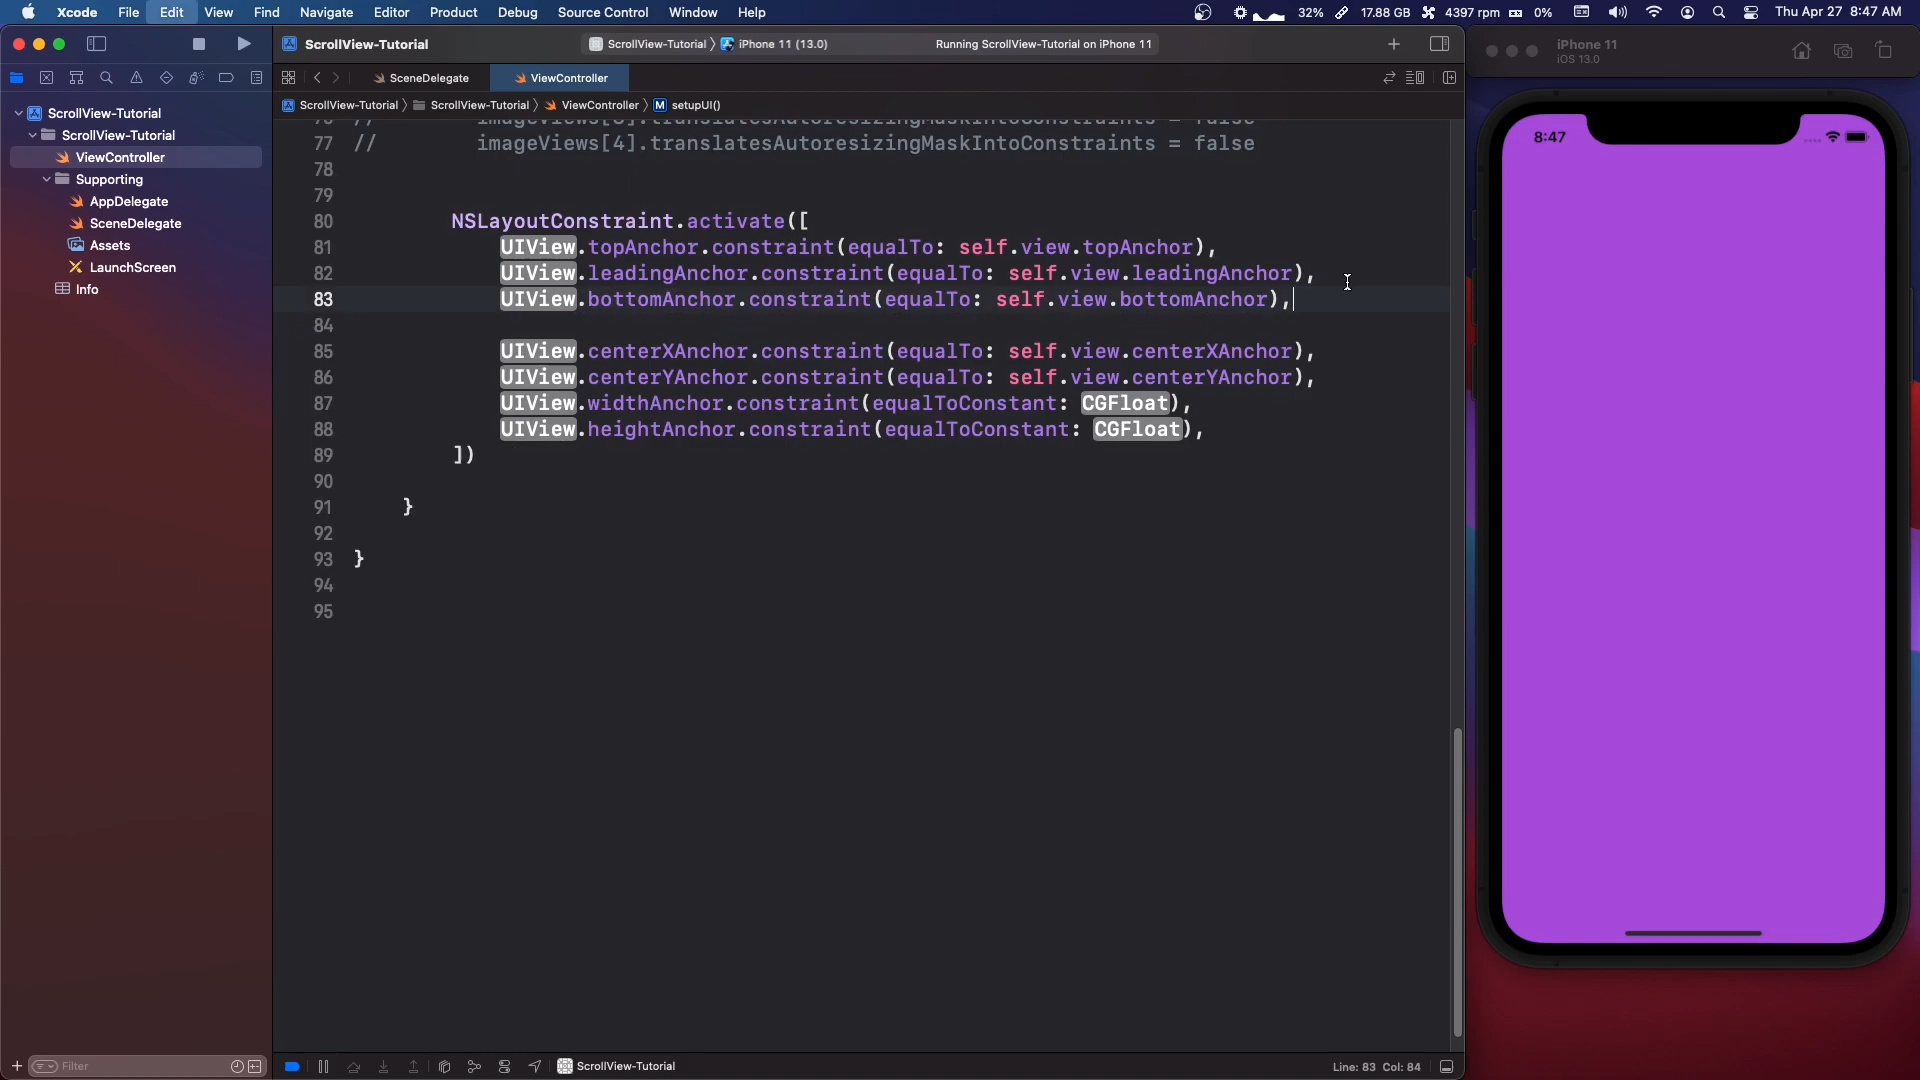 Xcode File Edit View Find Navigate Editor Product Debug Source Control Window Help 32% 17.88 GB 4397 rpm 0% Thu Apr 27 8:47 AM
ScrollView-Tutorial ScrollView-Tutorial iPhone 11 (13.0) Running ScrollView-Tutorial on iPhone 11
SceneDelegate ViewController
ScrollView-Tutorial ScrollView-Tutorial ViewController M setupUI()
ScrollView-Tutorial
ScrollView-Tutorial
ViewController
Supporting
AppDelegate
SceneDelegate
Assets
LaunchScreen
Info
Filter
76 // imageViews[3].translatesAutoresizingMaskIntoConstraints = false
77 // imageViews[4].translatesAutoresizingMaskIntoConstraints = false
78
79
80 NSLayoutConstraint.activate([
81 UIView.topAnchor.constraint(equalTo: self.view.topAnchor),
82 UIView.leadingAnchor.constraint(equalTo: self.view.leadingAnchor),
83 UIView.bottomAnchor.constraint(equalTo: self.view.bottomAnchor),
84
85 UIView.centerXAnchor.constraint(equalTo: self.view.centerXAnchor),
86 UIView.centerYAnchor.constraint(equalTo: self.view.centerYAnchor),
87 UIView.widthAnchor.constraint(equalToConstant: CGFloat),
88 UIView.heightAnchor.constraint(equalToConstant: CGFloat),
89 ])
90
91 }
92
93 }
94
95
ScrollView-Tutorial
Line: 83 Col: 84
iPhone 11
iOS 13.0
8:47